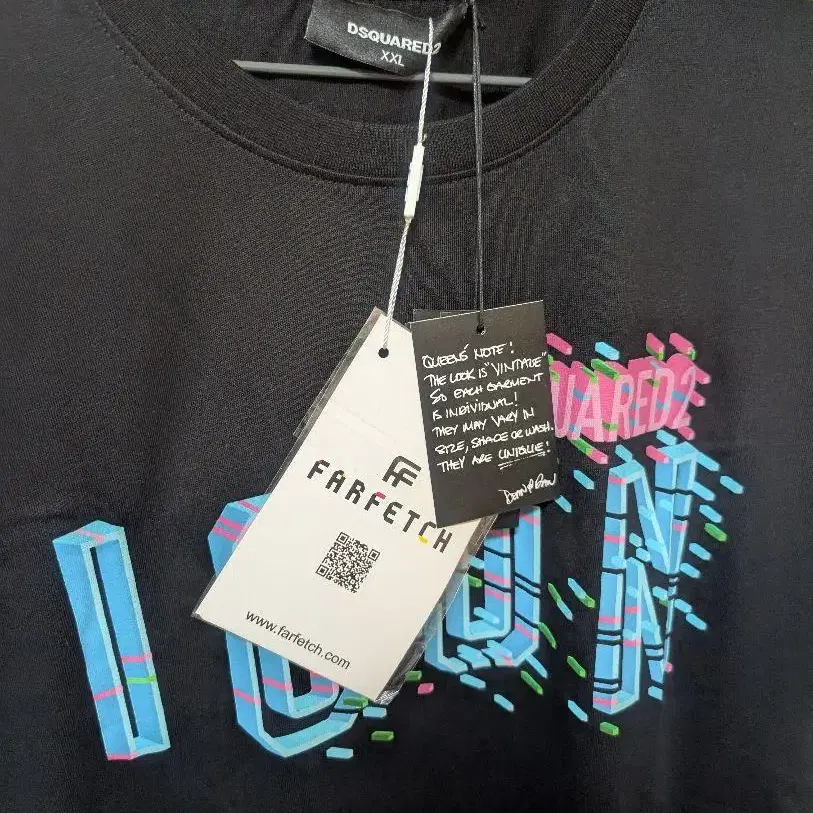 DSQUARED2
XXL
QUEENS' NOTE!
THE LOOK IS "VINTAGE"
SO EACH GARMENT
IS INDIVIDUAL!
THEY MAY VARY IN
SIZE, SHADE OR WASH.
THEY ARE UNIQUE!
UARED2
FARFETCH
www.farfetch.com